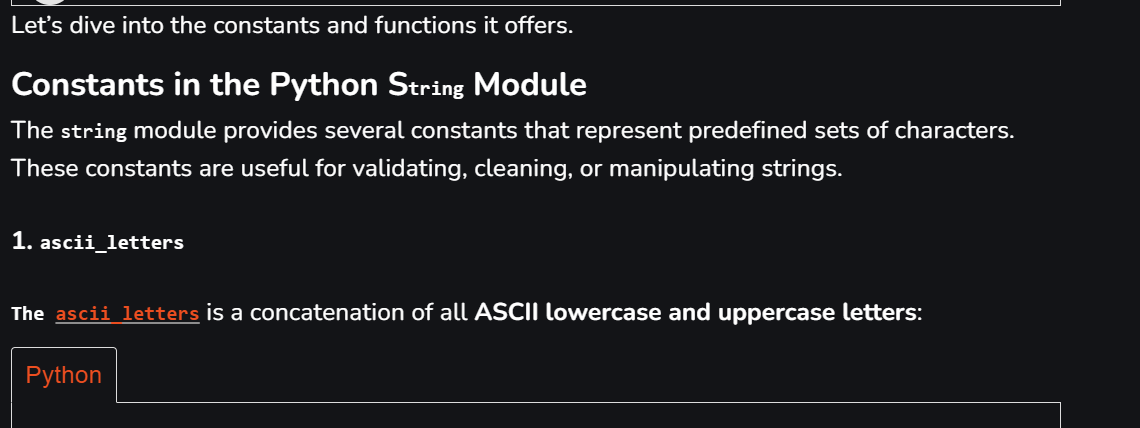 Let’s dive into the constants and functions it offers.
Constants in the Python String Module
The string module provides several constants that represent predefined sets of characters.
These constants are useful for validating, cleaning, or manipulating strings.
1. ascii_letters
The ascii_letters is a concatenation of all ASCII lowercase and uppercase letters:
Python